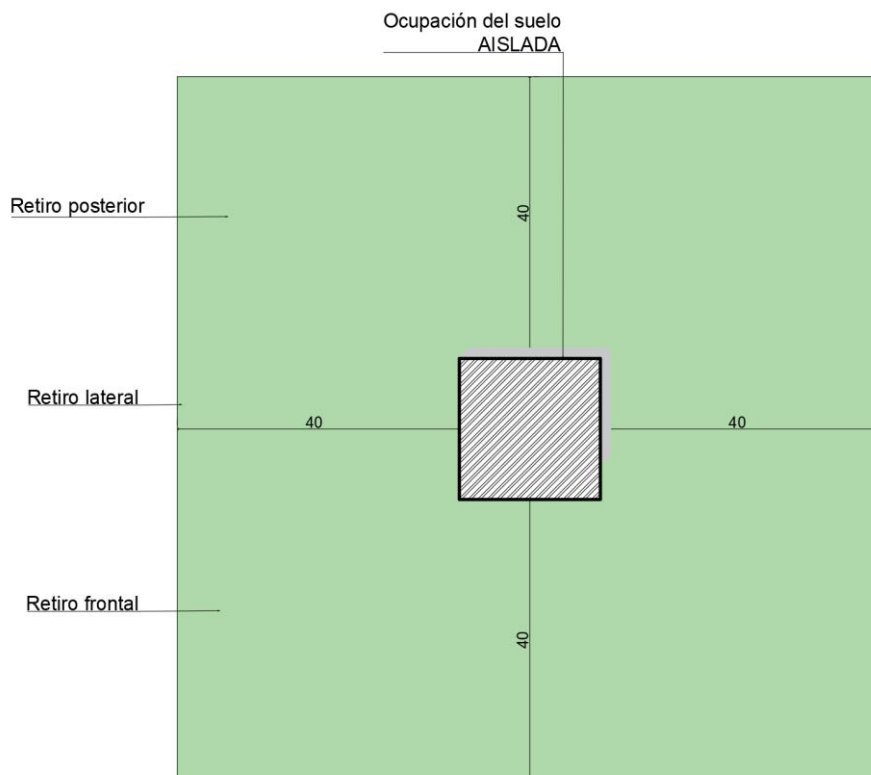 Ocupación del suelo
AISLADA
Retiro posterior
40
Retiro lateral
40
40
Retiro frontal
40